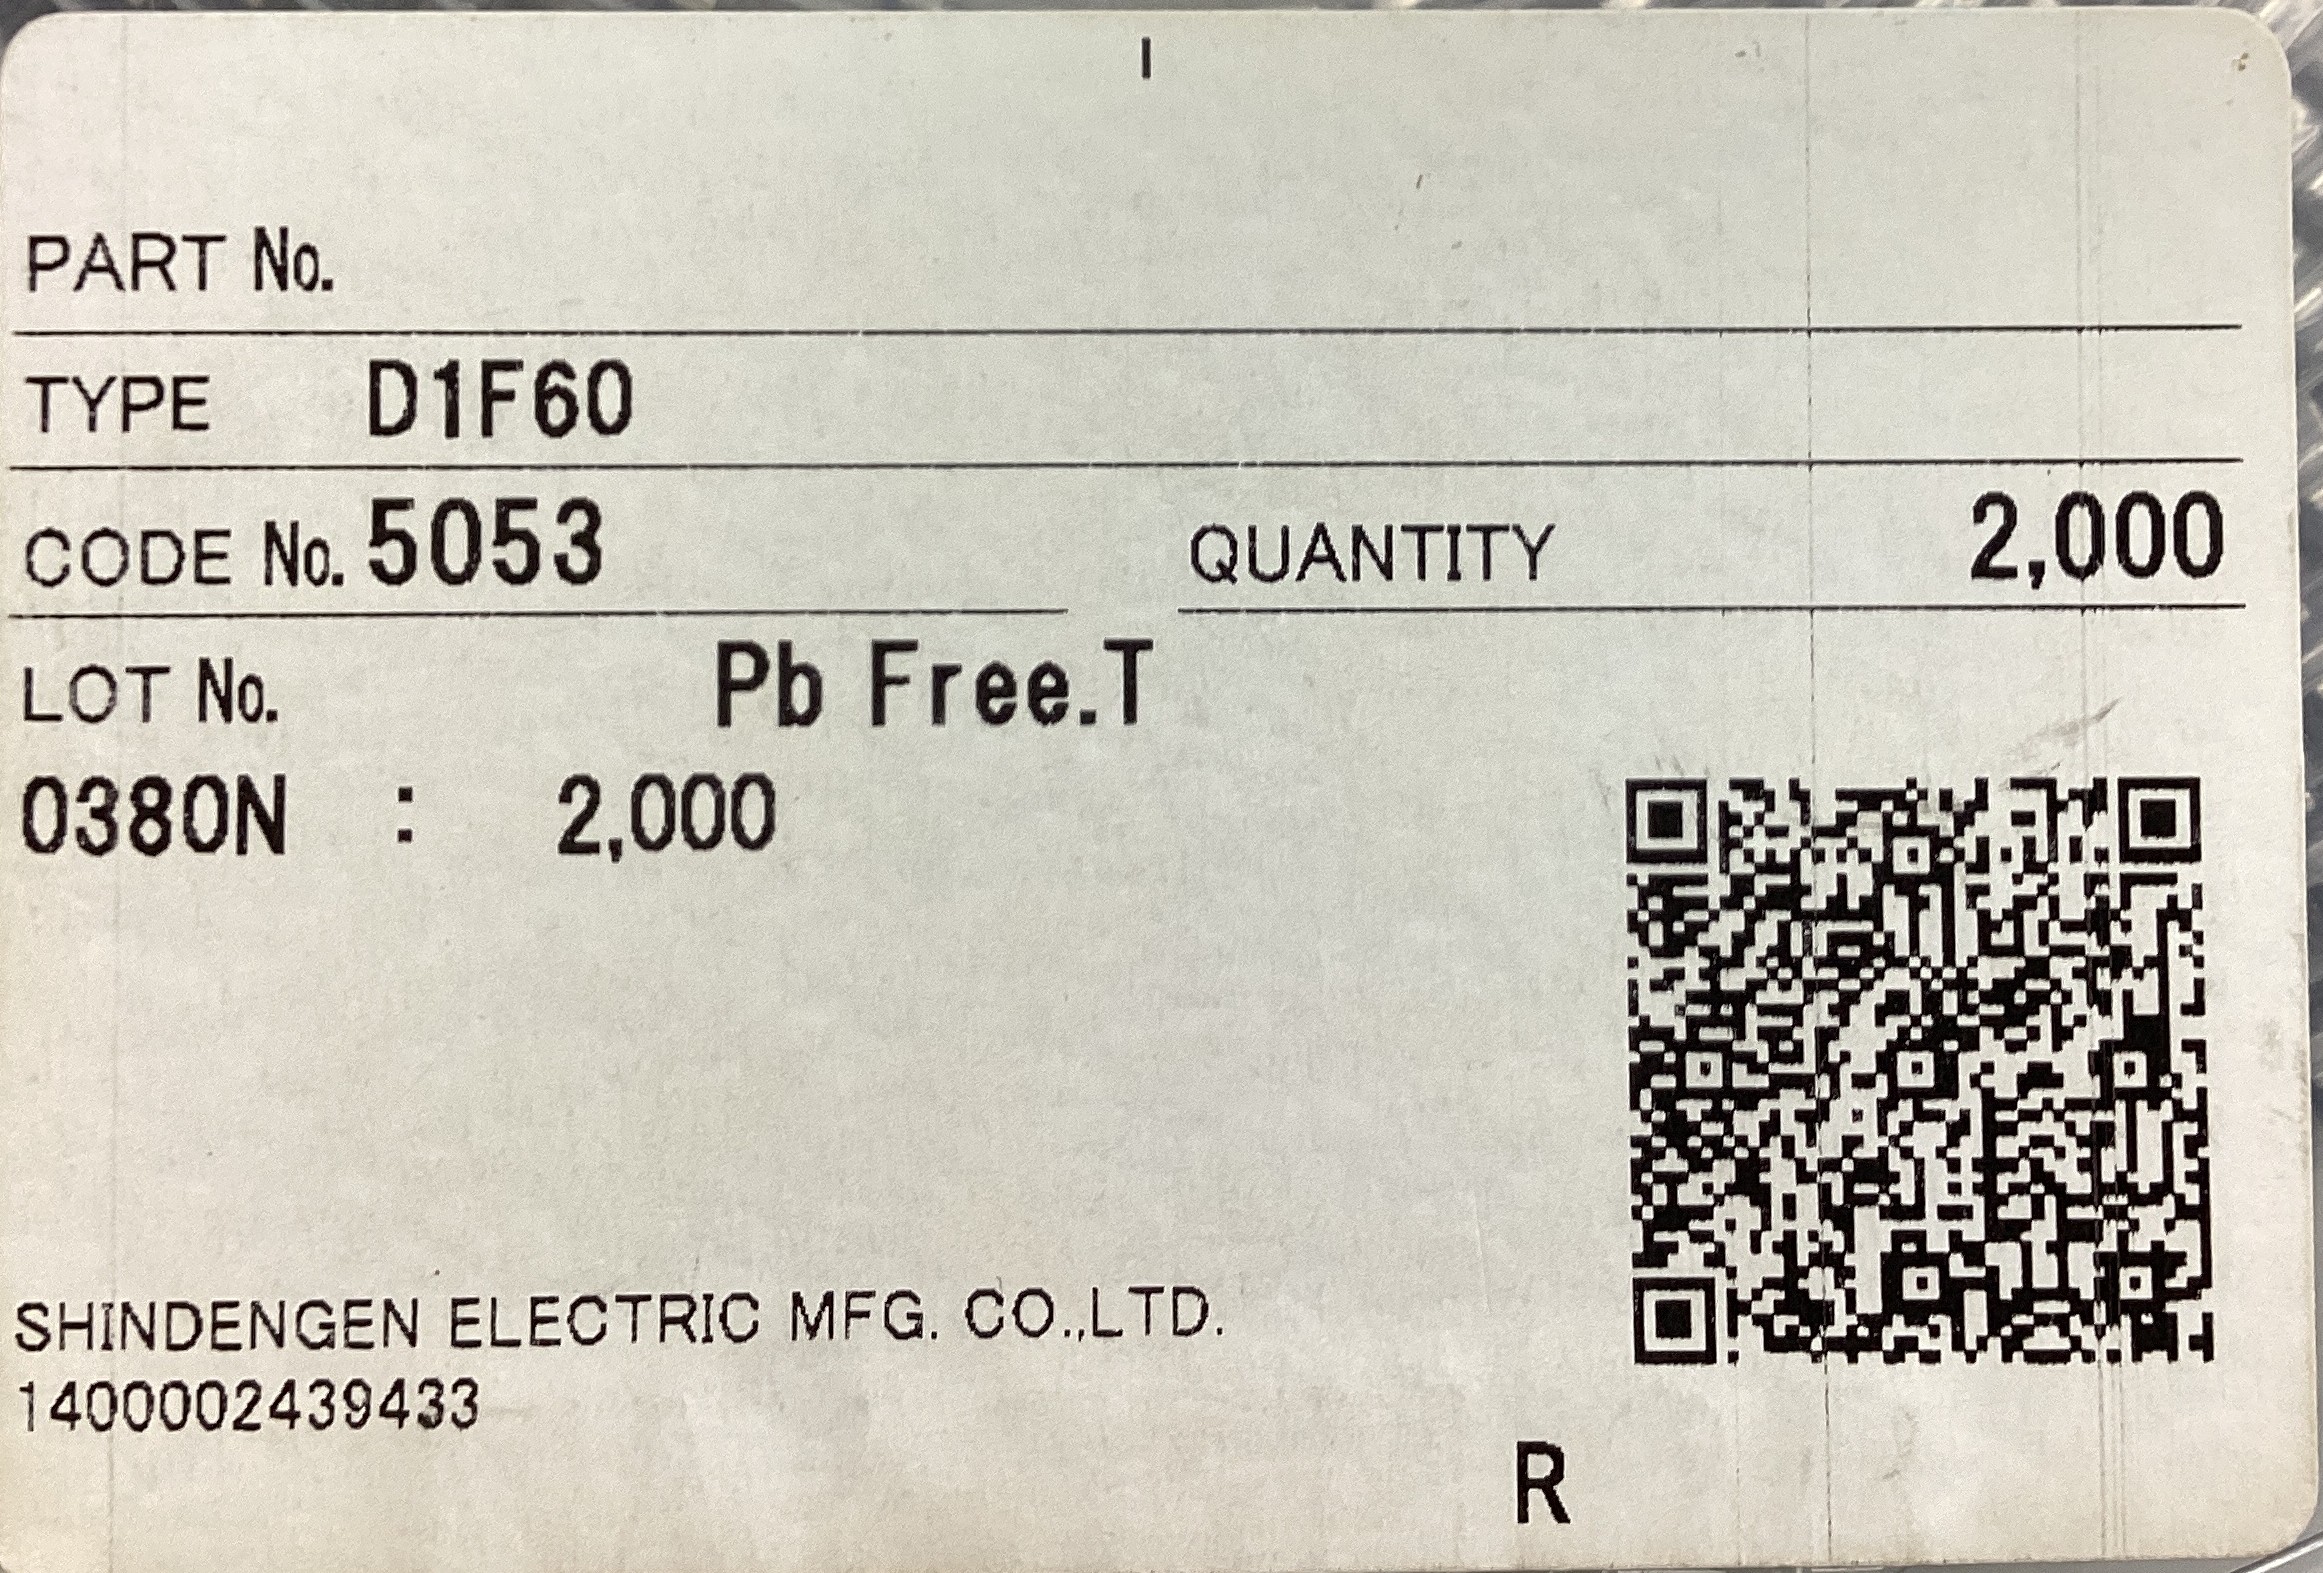 PART No.
TYPE D1F60
CODE No. 5053 QUANTITY 2,000
LOT No. Pb Free.T
0380N : 2,000
SHINDENGEN ELECTRIC MFG. CO.,LTD.
1400002439433
R